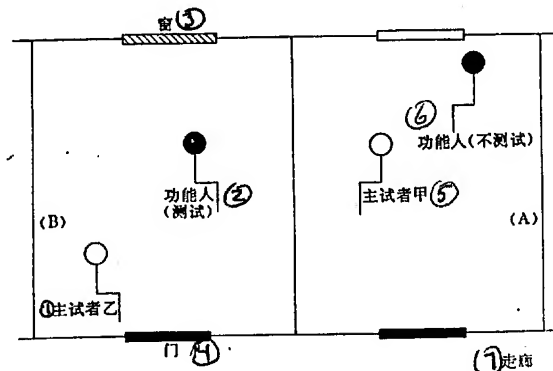 窗③
⑥
功能人(不测试)
功能人
(测试)
②
主试者甲⑤
(B)
(A)
①主试者乙
门④
⑦走廊